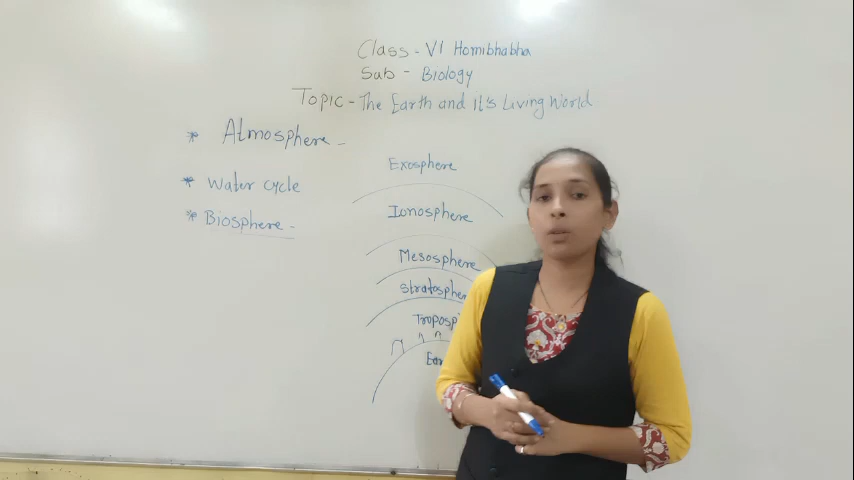 Class - VI Homibhabha
Sub - Biology
Topic - The Earth and It's Living World
* Atmosphere -
* Water cycle
* Biosphere -
Exosphere
Ionosphere
Mesosphere